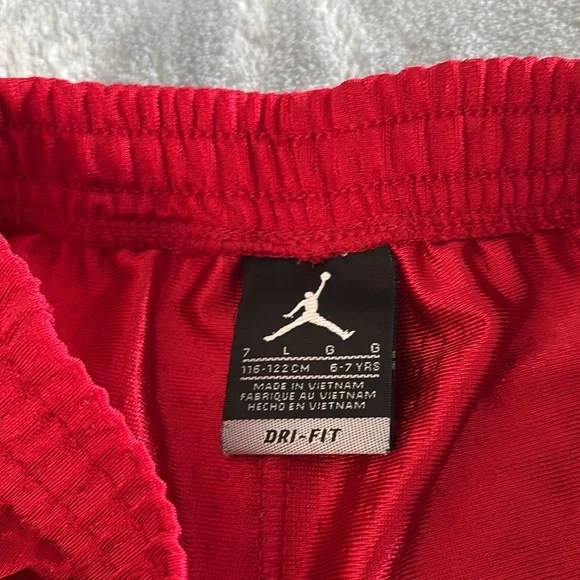 7 L G G
116-122 CM 6-7 YRS
MADE IN VIETNAM
FABRIQUE AU VIETNAM
HECHO EN VIETNAM
DRI-FIT